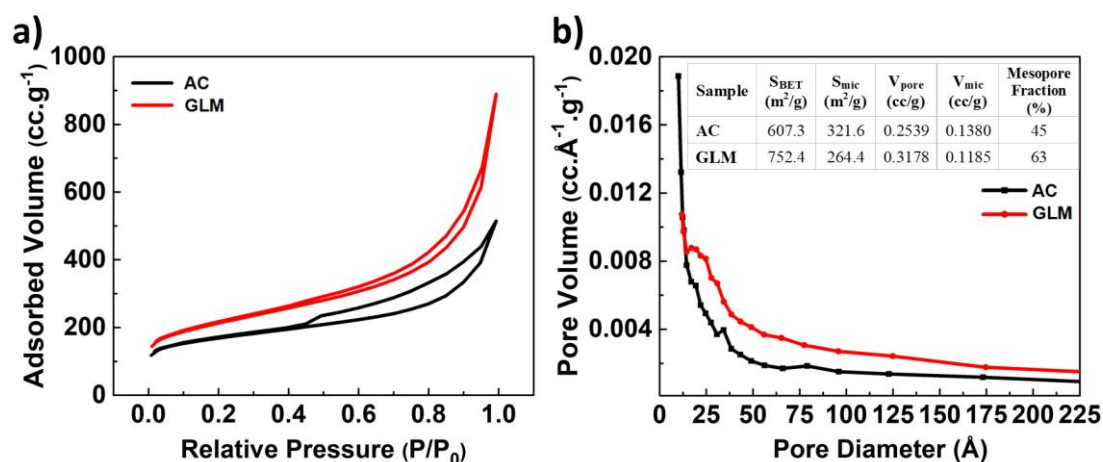 a)
1000
800
600
400
200
0
Adsorbed Volume (cc.g⁻¹)
AC
GLM
0.0 0.2 0.4 0.6 0.8 1.0
Relative Pressure (P/P₀)
b)
0.020
0.016
0.012
0.008
0.004
Pore Volume (cc.Å⁻¹.g⁻¹)
Sample S_BET (m²/g) S_mic (m²/g) V_pore (cc/g) V_mic (cc/g) Mesopore Fraction (%)
AC 607.3 321.6 0.2539 0.1380 45
GLM 752.4 264.4 0.3178 0.1185 63
AC
GLM
0 25 50 75 100 125 150 175 200 225
Pore Diameter (Å)